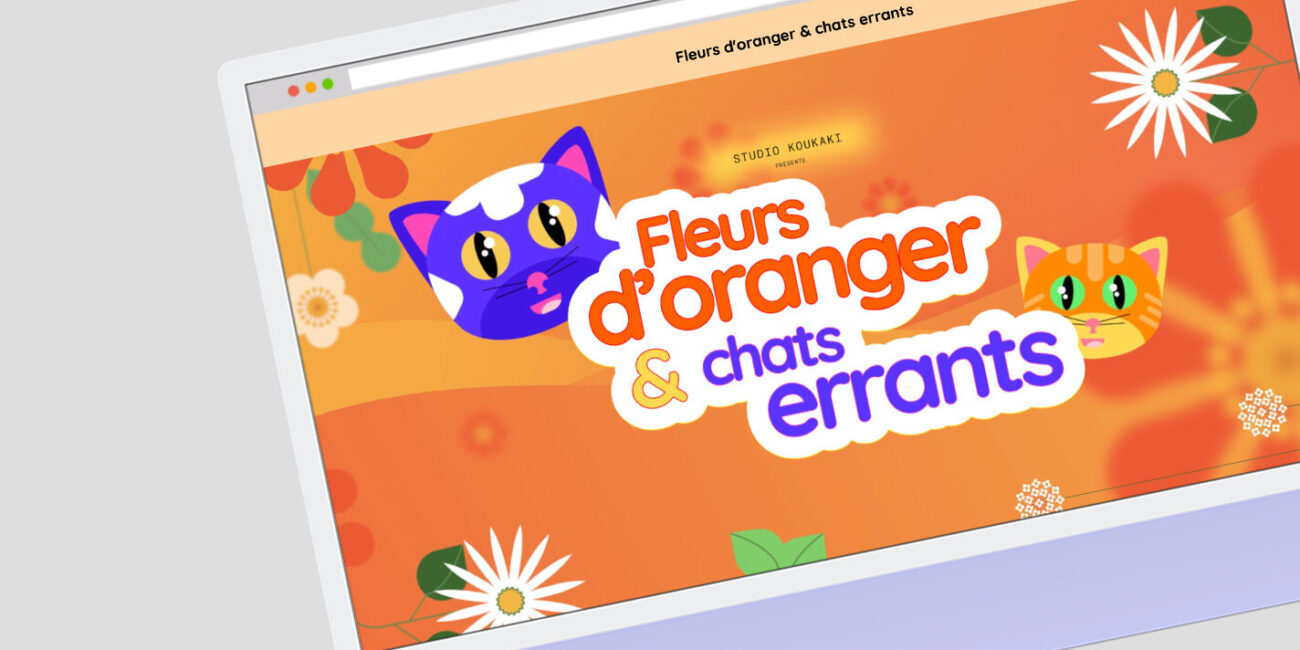 Fleurs d'oranger & chats errants
STUDIO KOUKAKI
PRÉSENTE
Fleurs
d'oranger
& chats
errants